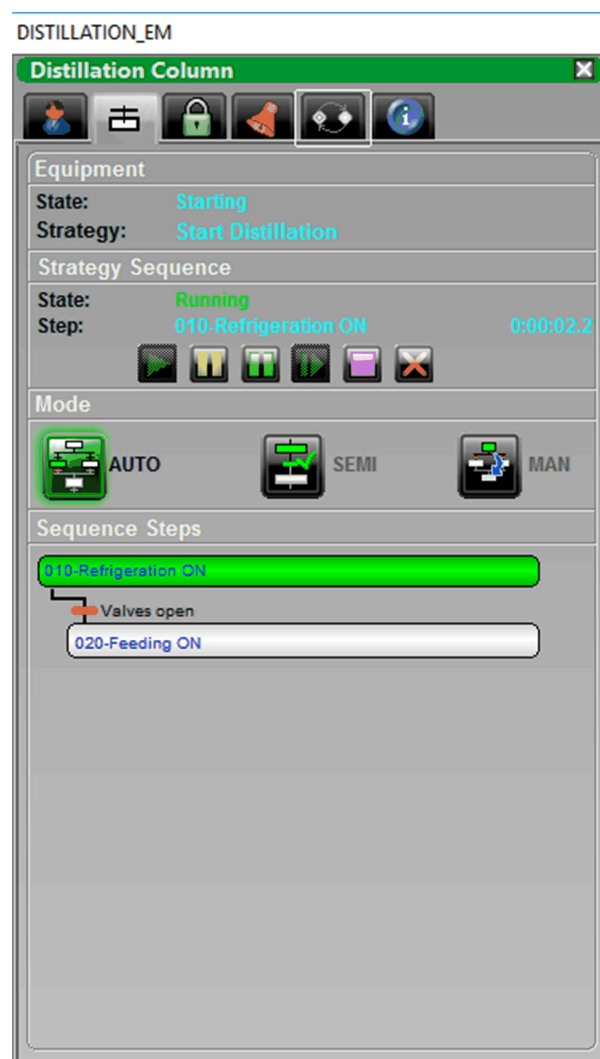 DISTILLATION_EM
Distillation Column
Equipment
State: Starting
Strategy: Start Distillation
Strategy Sequence
State: Running
Step: 010-Refrigeration ON 0:00:02.2
Mode
AUTO SEMI MAN
Sequence Steps
010-Refrigeration ON
Valves open
020-Feeding ON